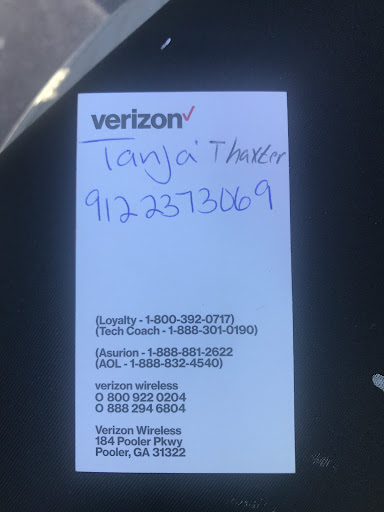 verizon
Tanja Thaxter
9122373069
(Loyalty - 1-800-392-0717)
(Tech Coach - 1-888-301-0190)
(Asurion - 1-888-881-2622
(AOL - 1-888-832-4540)
verizon wireless
O 800 922 0204
O 888 294 6804
Verizon Wireless
184 Pooler Pkwy
Pooler, GA 31322